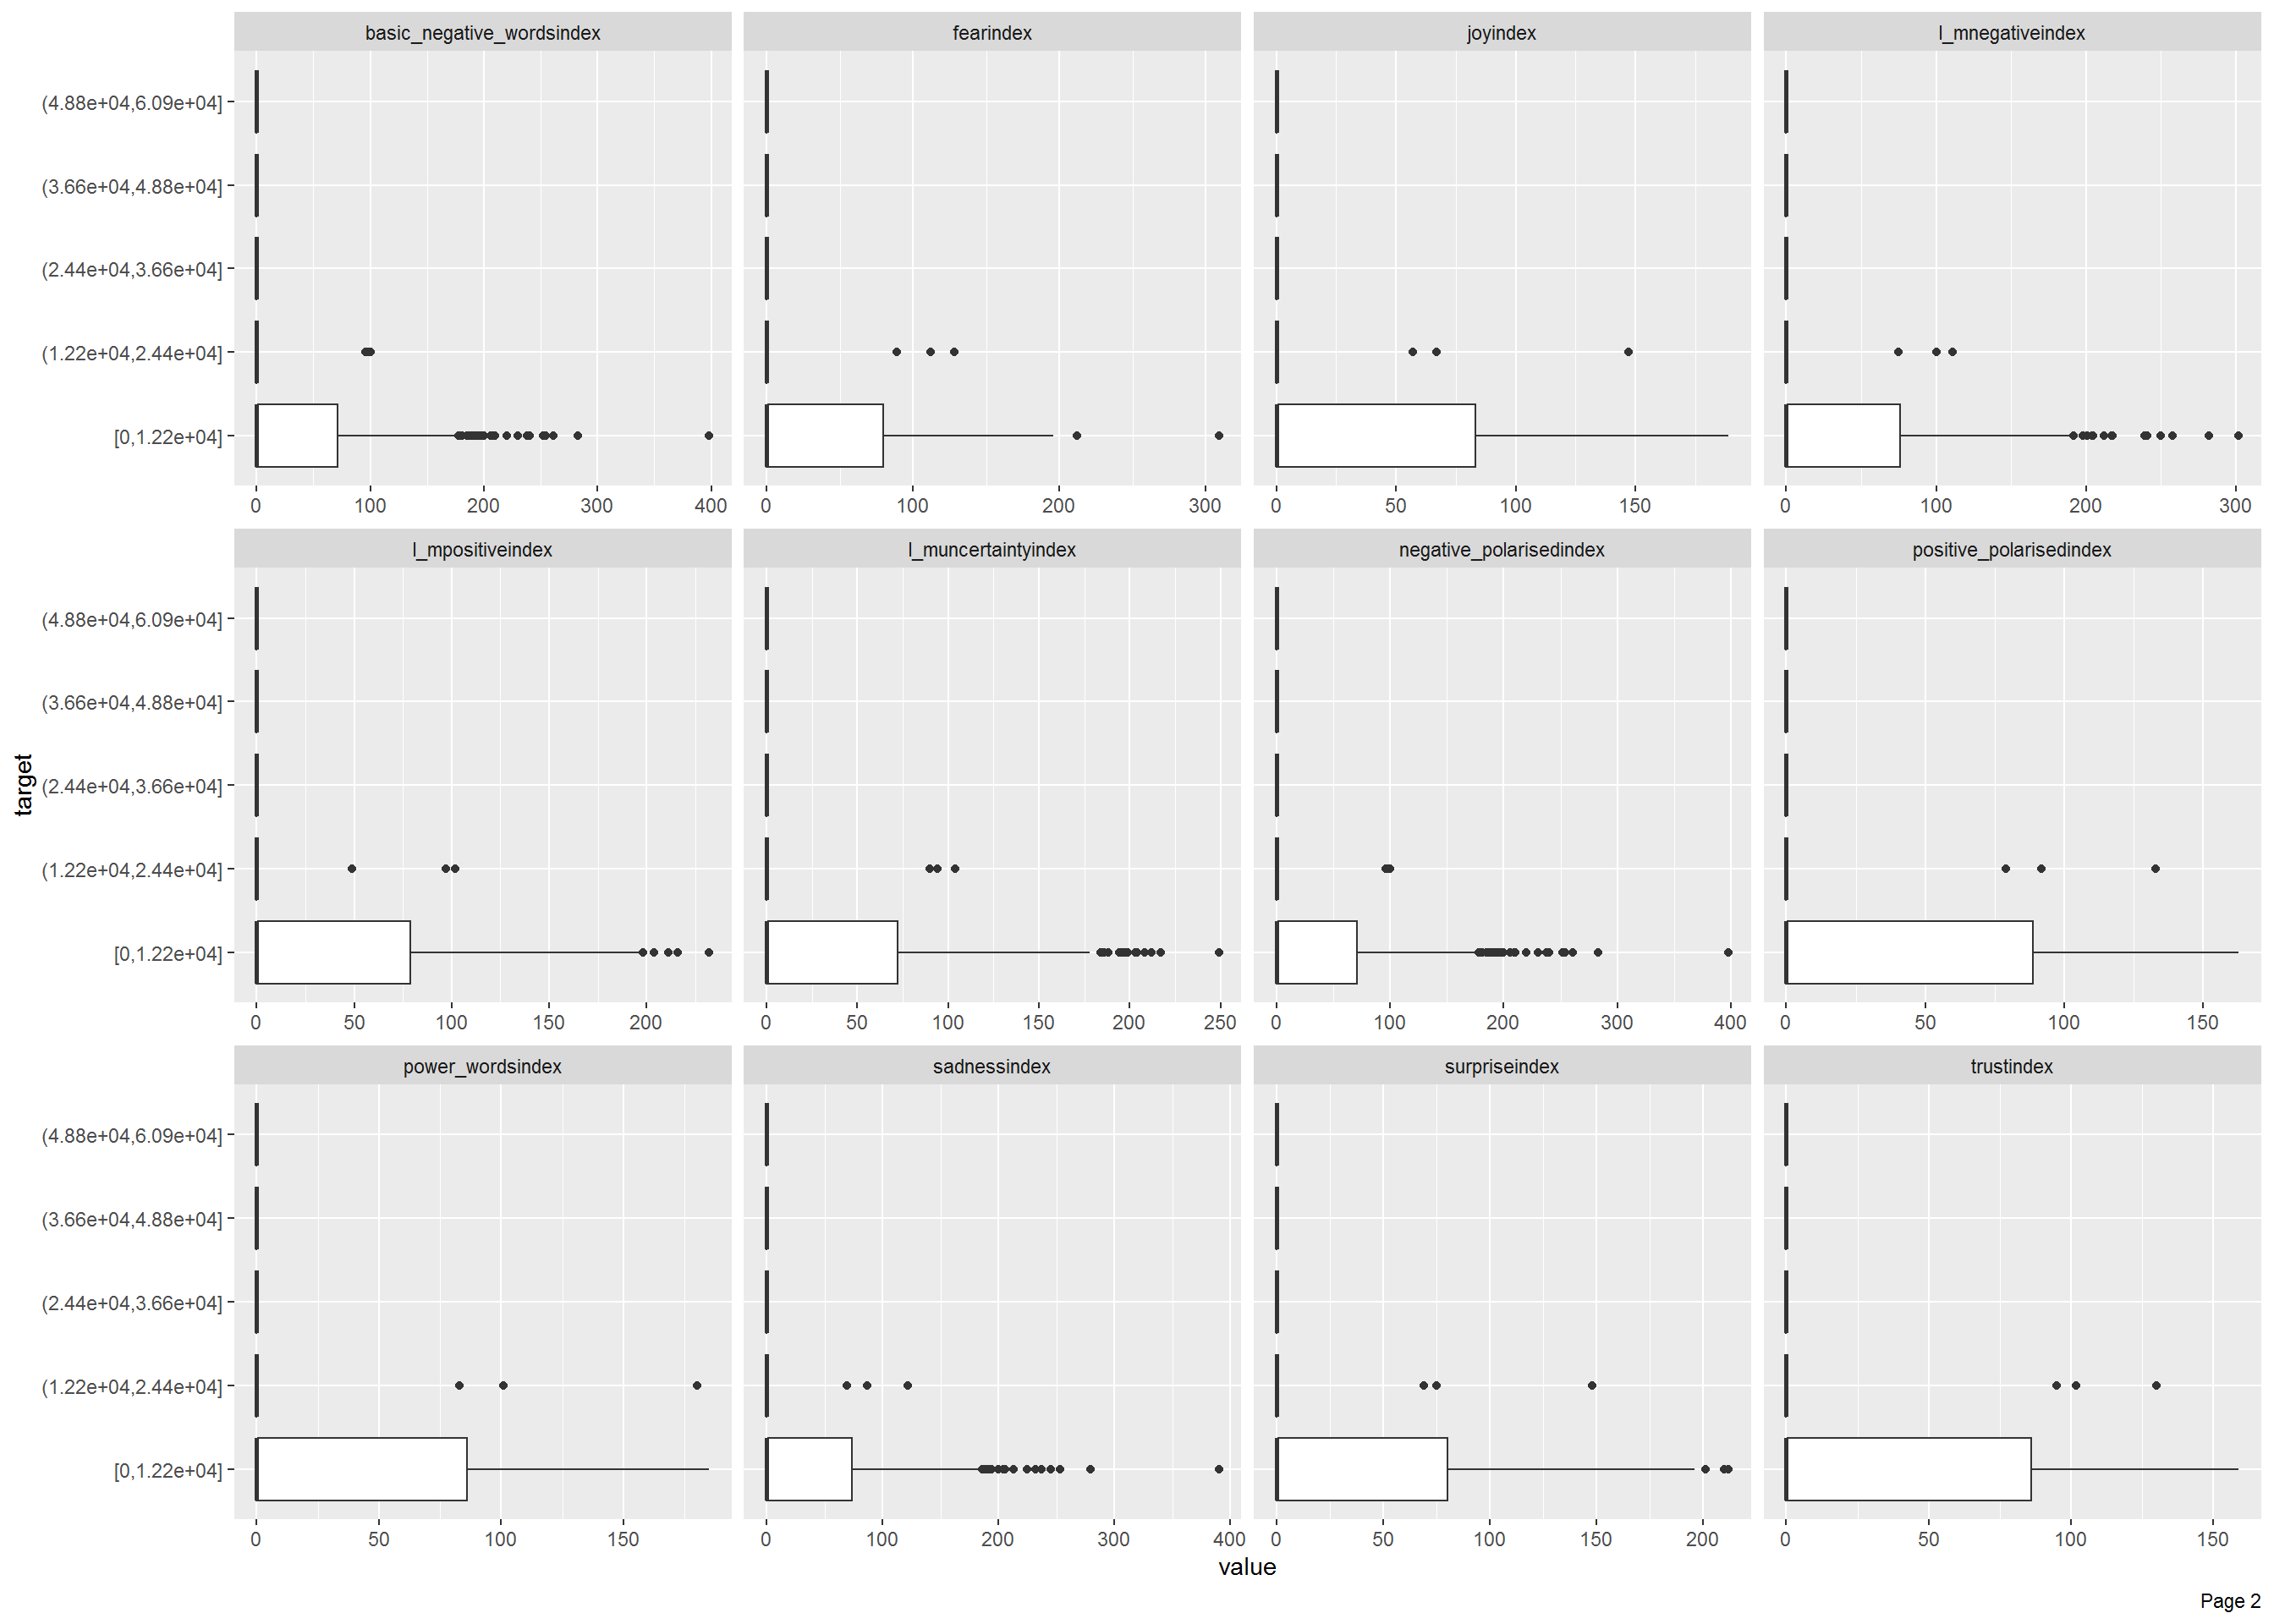 basic_negative_wordsindex fearindex joyindex l_mnegativeindex
(4.88e+04,6.09e+04]
(3.66e+04,4.88e+04]
(2.44e+04,3.66e+04]
(1.22e+04,2.44e+04]
[0,1.22e+04]
0 100 200 300 400 0 100 200 300 0 50 100 150 0 100 200 300
l_mpositiveindex l_muncertaintyindex negative_polarisedindex positive_polarisedindex
(4.88e+04,6.09e+04]
(3.66e+04,4.88e+04]
(2.44e+04,3.66e+04]
(1.22e+04,2.44e+04]
[0,1.22e+04]
0 50 100 150 200 0 50 100 150 200 250 0 100 200 300 400 0 50 100 150
power_wordsindex sadnessindex surpriseindex trustindex
(4.88e+04,6.09e+04]
(3.66e+04,4.88e+04]
(2.44e+04,3.66e+04]
(1.22e+04,2.44e+04]
[0,1.22e+04]
0 50 100 150 0 100 200 300 400 0 50 100 150 200 0 50 100 150
target
value
Page 2